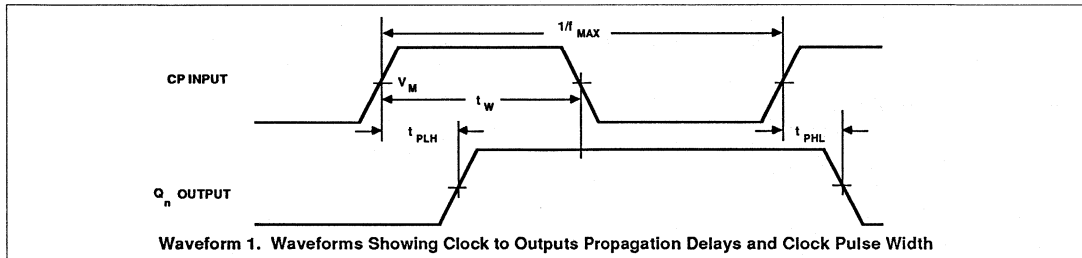 1/f MAX
CP INPUT
V M
t W
t PLH
t PHL
Q n OUTPUT
Waveform 1. Waveforms Showing Clock to Outputs Propagation Delays and Clock Pulse Width